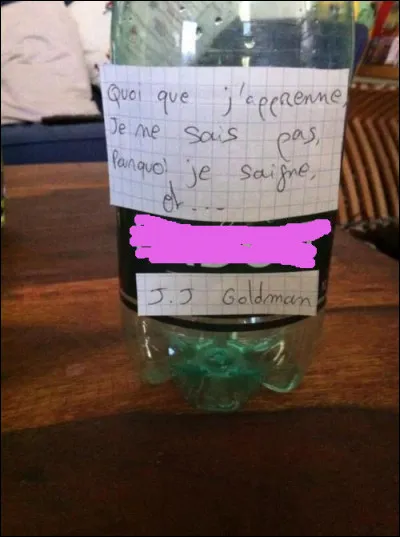 Quoi que j'apprenne,
Je ne sais pas,
Pourquoi je saigne,
et....
J.J Goldman